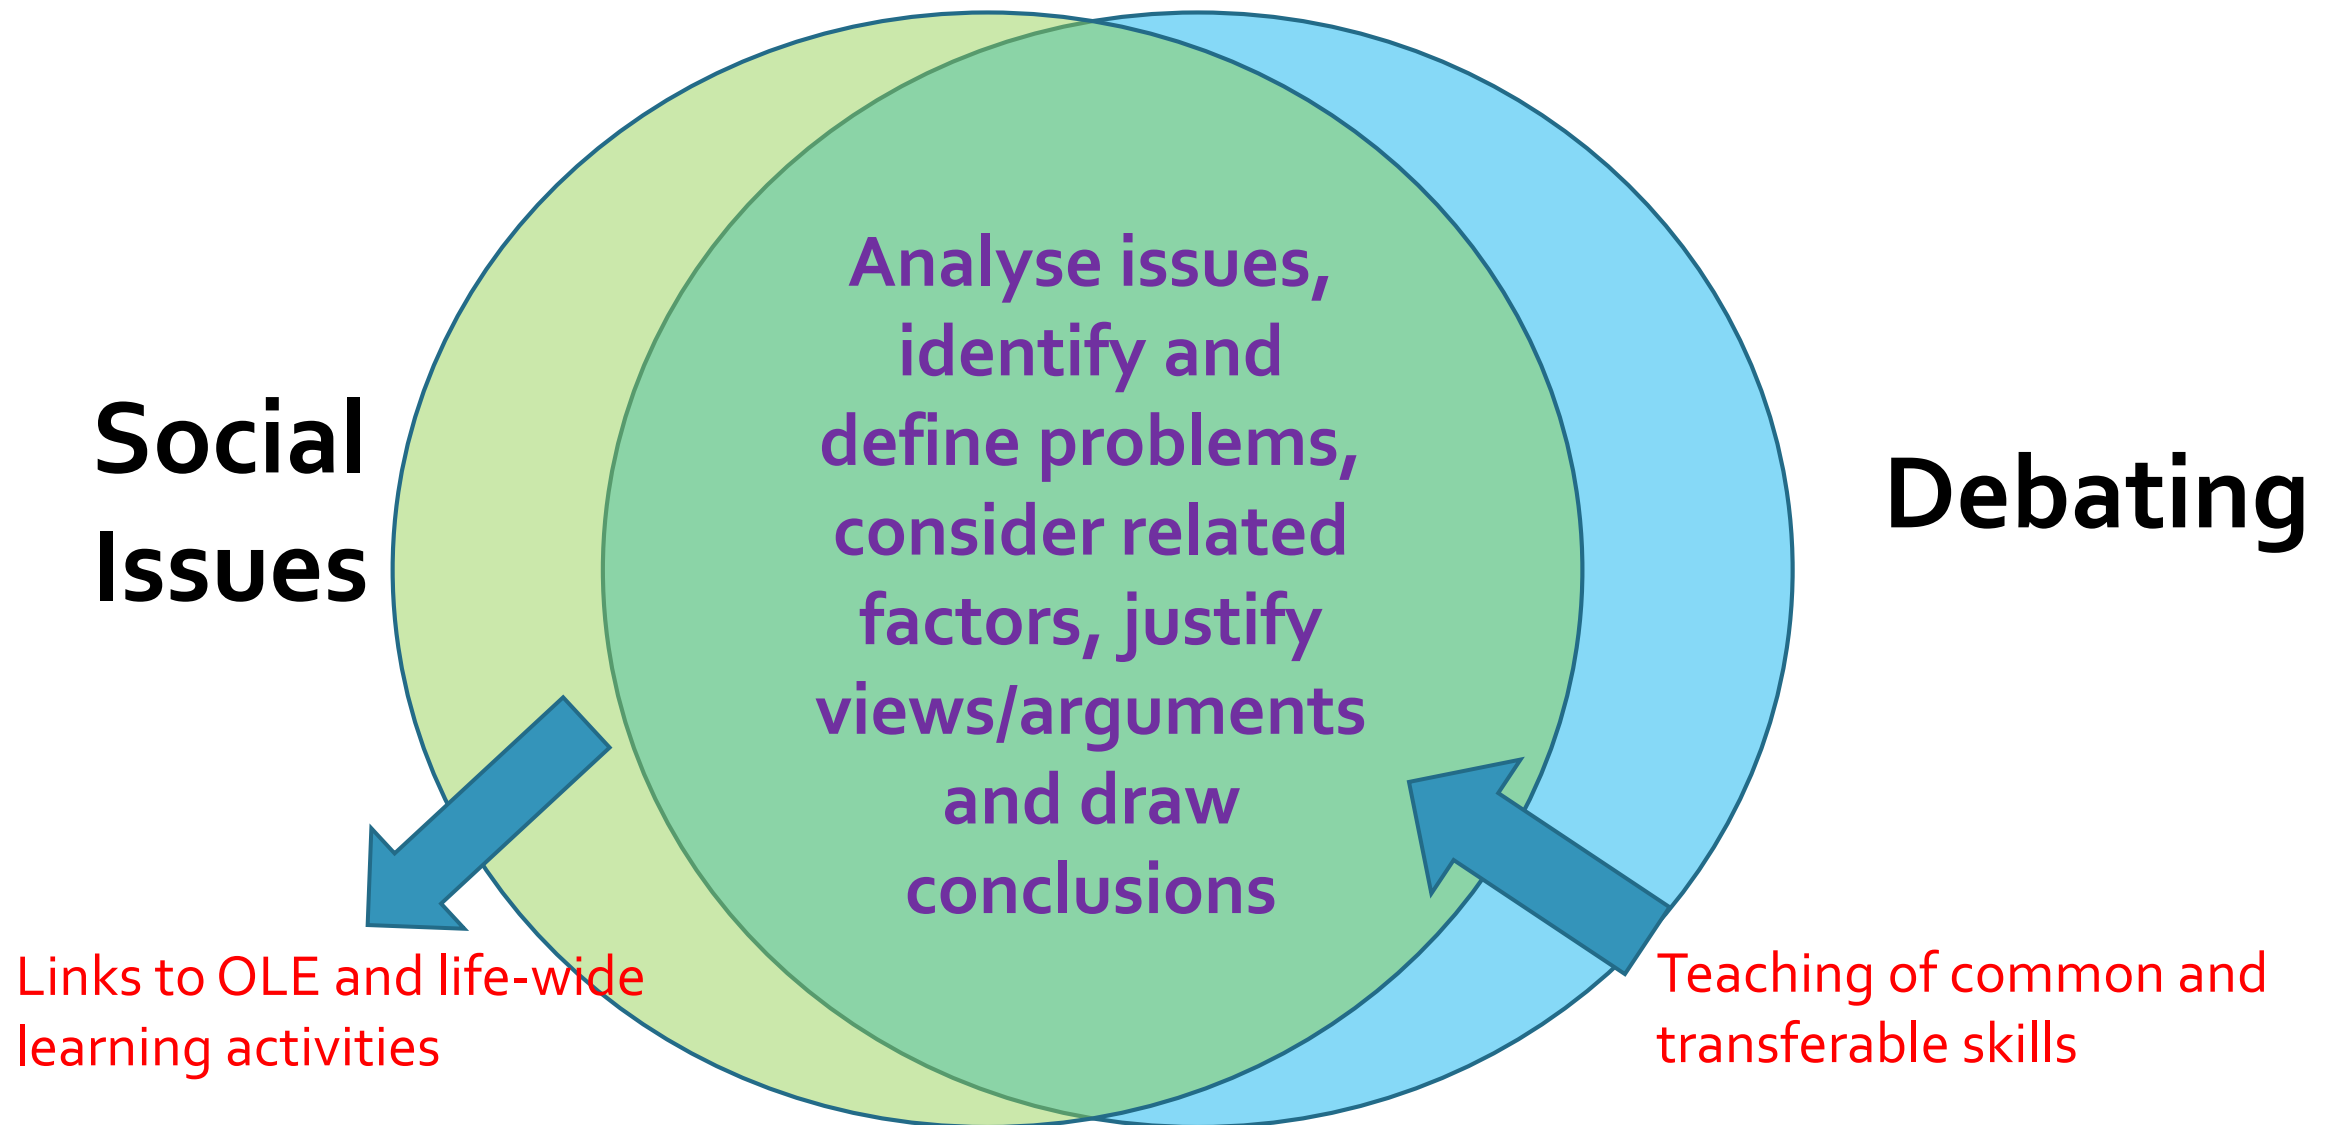 Social
Issues
Analyse issues,
identify and
define problems,
consider related
factors, justify
views/arguments
and draw
conclusions
Debating
Links to OLE and life-wide
learning activities
Teaching of common and
transferable skills